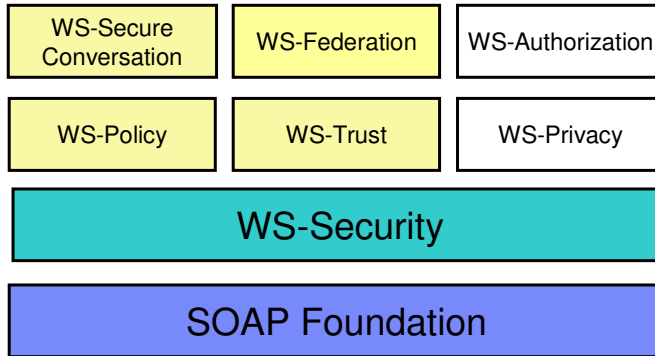 WS-Secure
Conversation
WS-Federation
WS-Authorization
WS-Policy
WS-Trust
WS-Privacy
WS-Security
SOAP Foundation